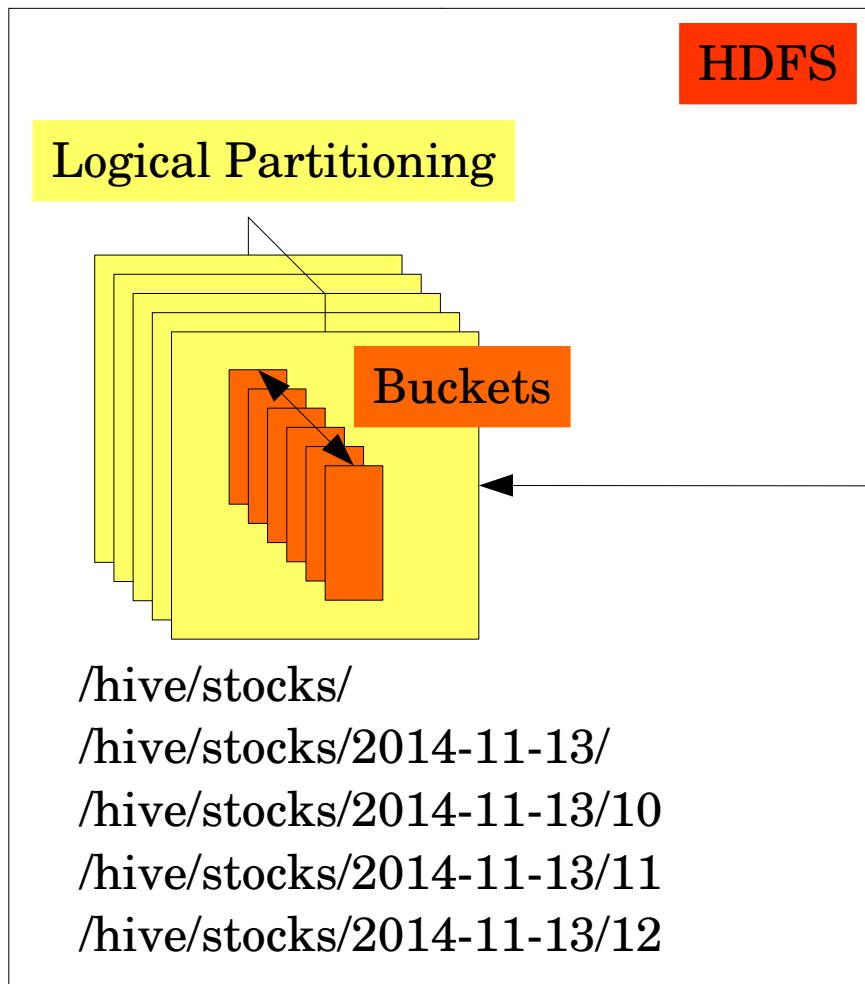 HDFS
Logical Partitioning
Buckets
/hive/stocks/
/hive/stocks/2014-11-13/
/hive/stocks/2014-11-13/10
/hive/stocks/2014-11-13/11
/hive/stocks/2014-11-13/12